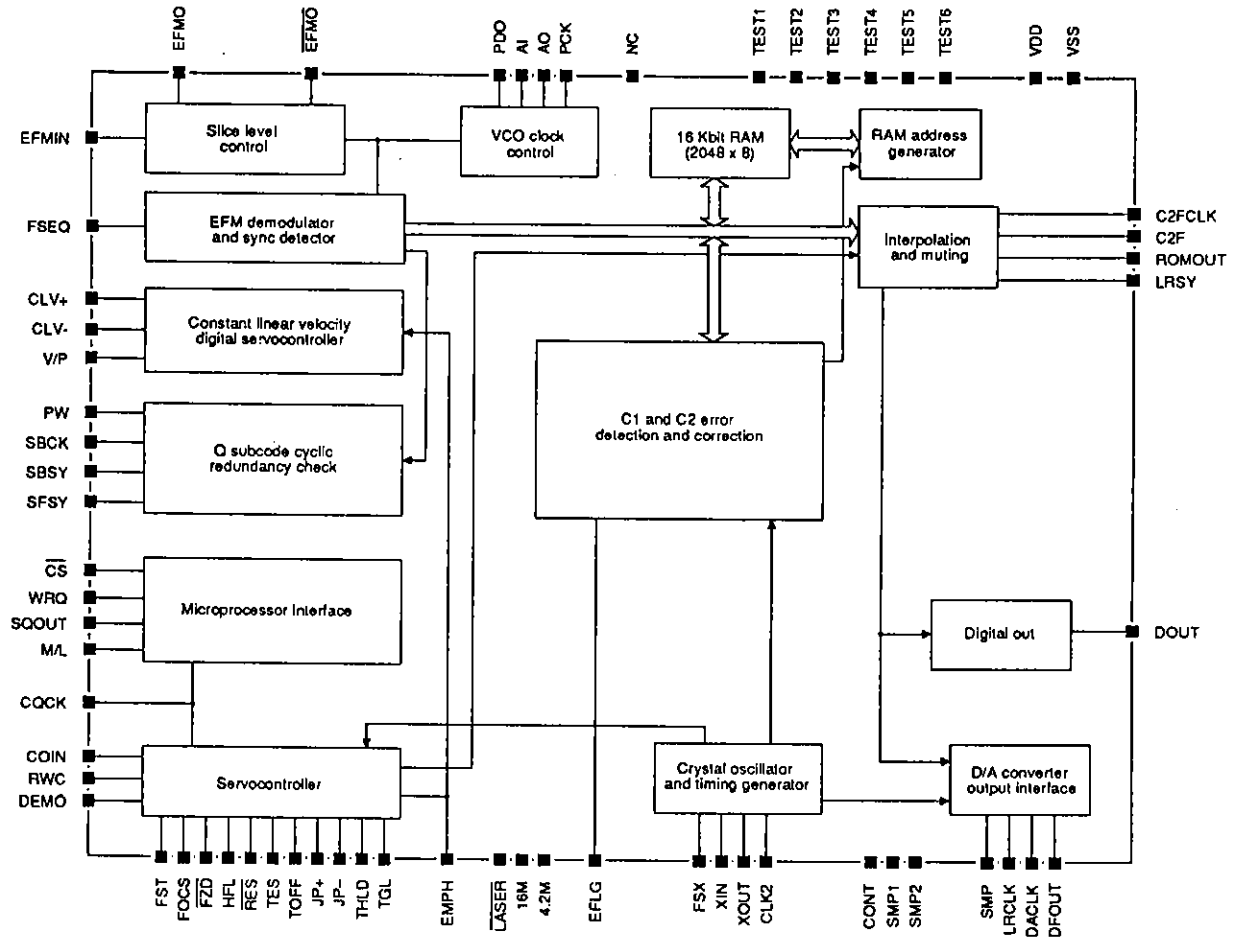 EFMO
EFMO
PDO
AI
AO
PCK
NC
TEST1
TEST2
TEST3
TEST4
TEST5
TEST6
VDD
VSS
EFMIN
Slice level
control
VCO clock
control
16 Kbit RAM
(2048 x 8)
RAM address
generator
FSEQ
EFM demodulator
and sync detector
Interpolation
and muting
C2FCLK
C2F
ROMOUT
LRSY
CLV+
CLV-
V/P
Constant linear velocity
digital servocontroller
PW
SBCK
SBSY
SFSY
Q subcode cyclic
redundancy check
C1 and C2 error
detection and correction
CS
WRQ
SQOUT
M/L
Microprocessor Interface
Digital out
DOUT
CQCK
COIN
RWC
DEMO
Servocontroller
Crystal oscillator
and timing generator
D/A converter
output interface
FST
FOCS
FZD
HFL
RES
TES
TOFF
JP+
JP-
THLD
TGL
EMPH
LASER
16M
4.2M
EFLG
FSX
XIN
XOUT
CLK2
CONT
SMP1
SMP2
SMP
LRCLK
DACLK
DFOUT